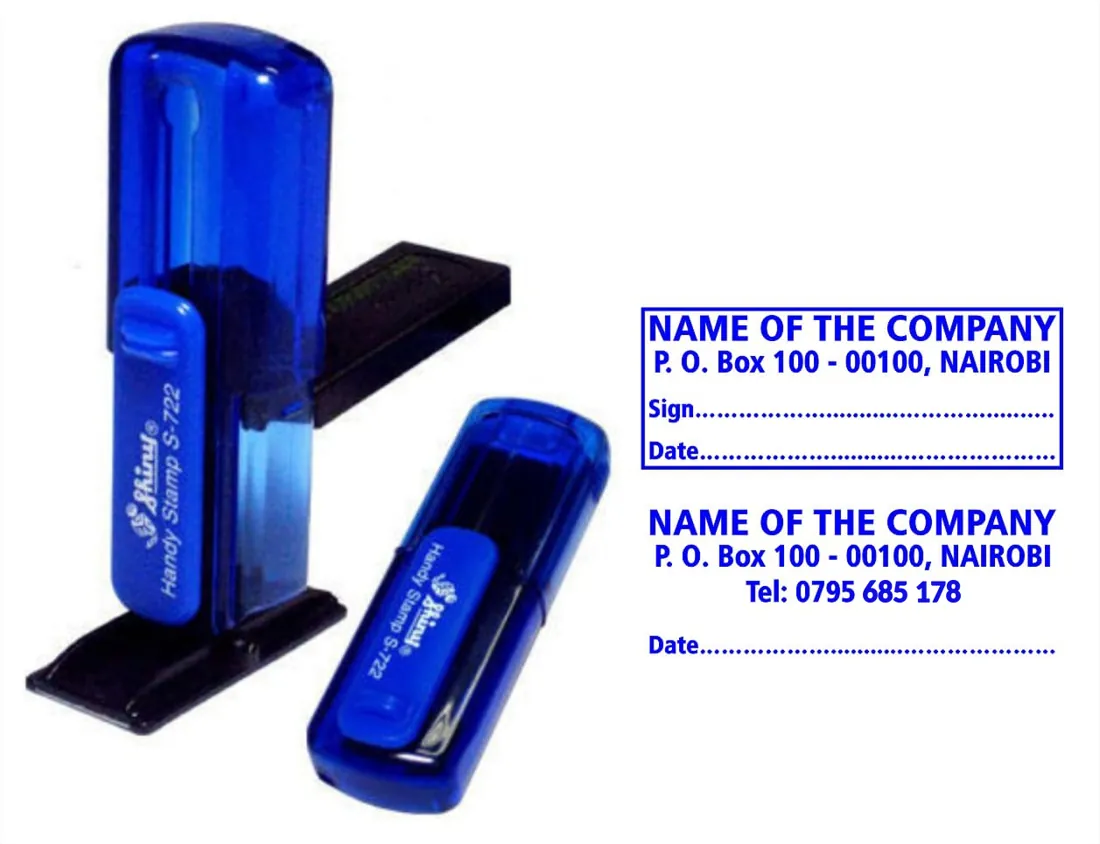 Shiny®
Handy Stamp S-722
Shiny®
Handy Stamp S-722
NAME OF THE COMPANY
P. O. Box 100 - 00100, NAIROBI
Sign.......................................................
Date.......................................................
NAME OF THE COMPANY
P. O. Box 100 - 00100, NAIROBI
Tel: 0795 685 178
Date.......................................................